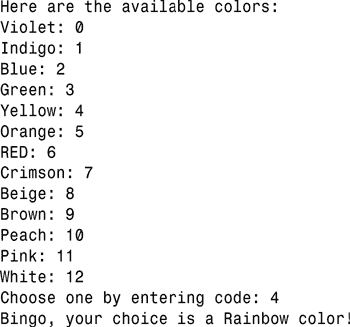 Here are the available colors:
Violet: 0
Indigo: 1
Blue: 2
Green: 3
Yellow: 4
Orange: 5
RED: 6
Crimson: 7
Beige: 8
Brown: 9
Peach: 10
Pink: 11
White: 12
Choose one by entering code: 4
Bingo, your choice is a Rainbow color!